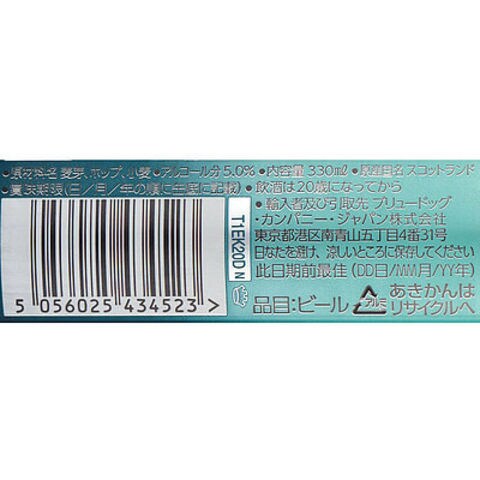 •原材料名 麦芽、ホップ、小麦 •アルコール分 5.0% •内容量 330mℓ •原産国名 スコットランド
•賞味期限(日/月/年の順に缶底に記載) •飲酒は20歳になってから
•輸入者及び引取先 ブリュードッグ
・カンパニー・ジャパン株式会社
東京都港区南青山五丁目4番31号
日なたを避け、涼しいところに保存してください
此日期前最佳 (DD日/MM月/YY年)
T1EK20DN
5 056025 434523 >
品目:ビール
アルミ
あきかんは
リサイクルへ